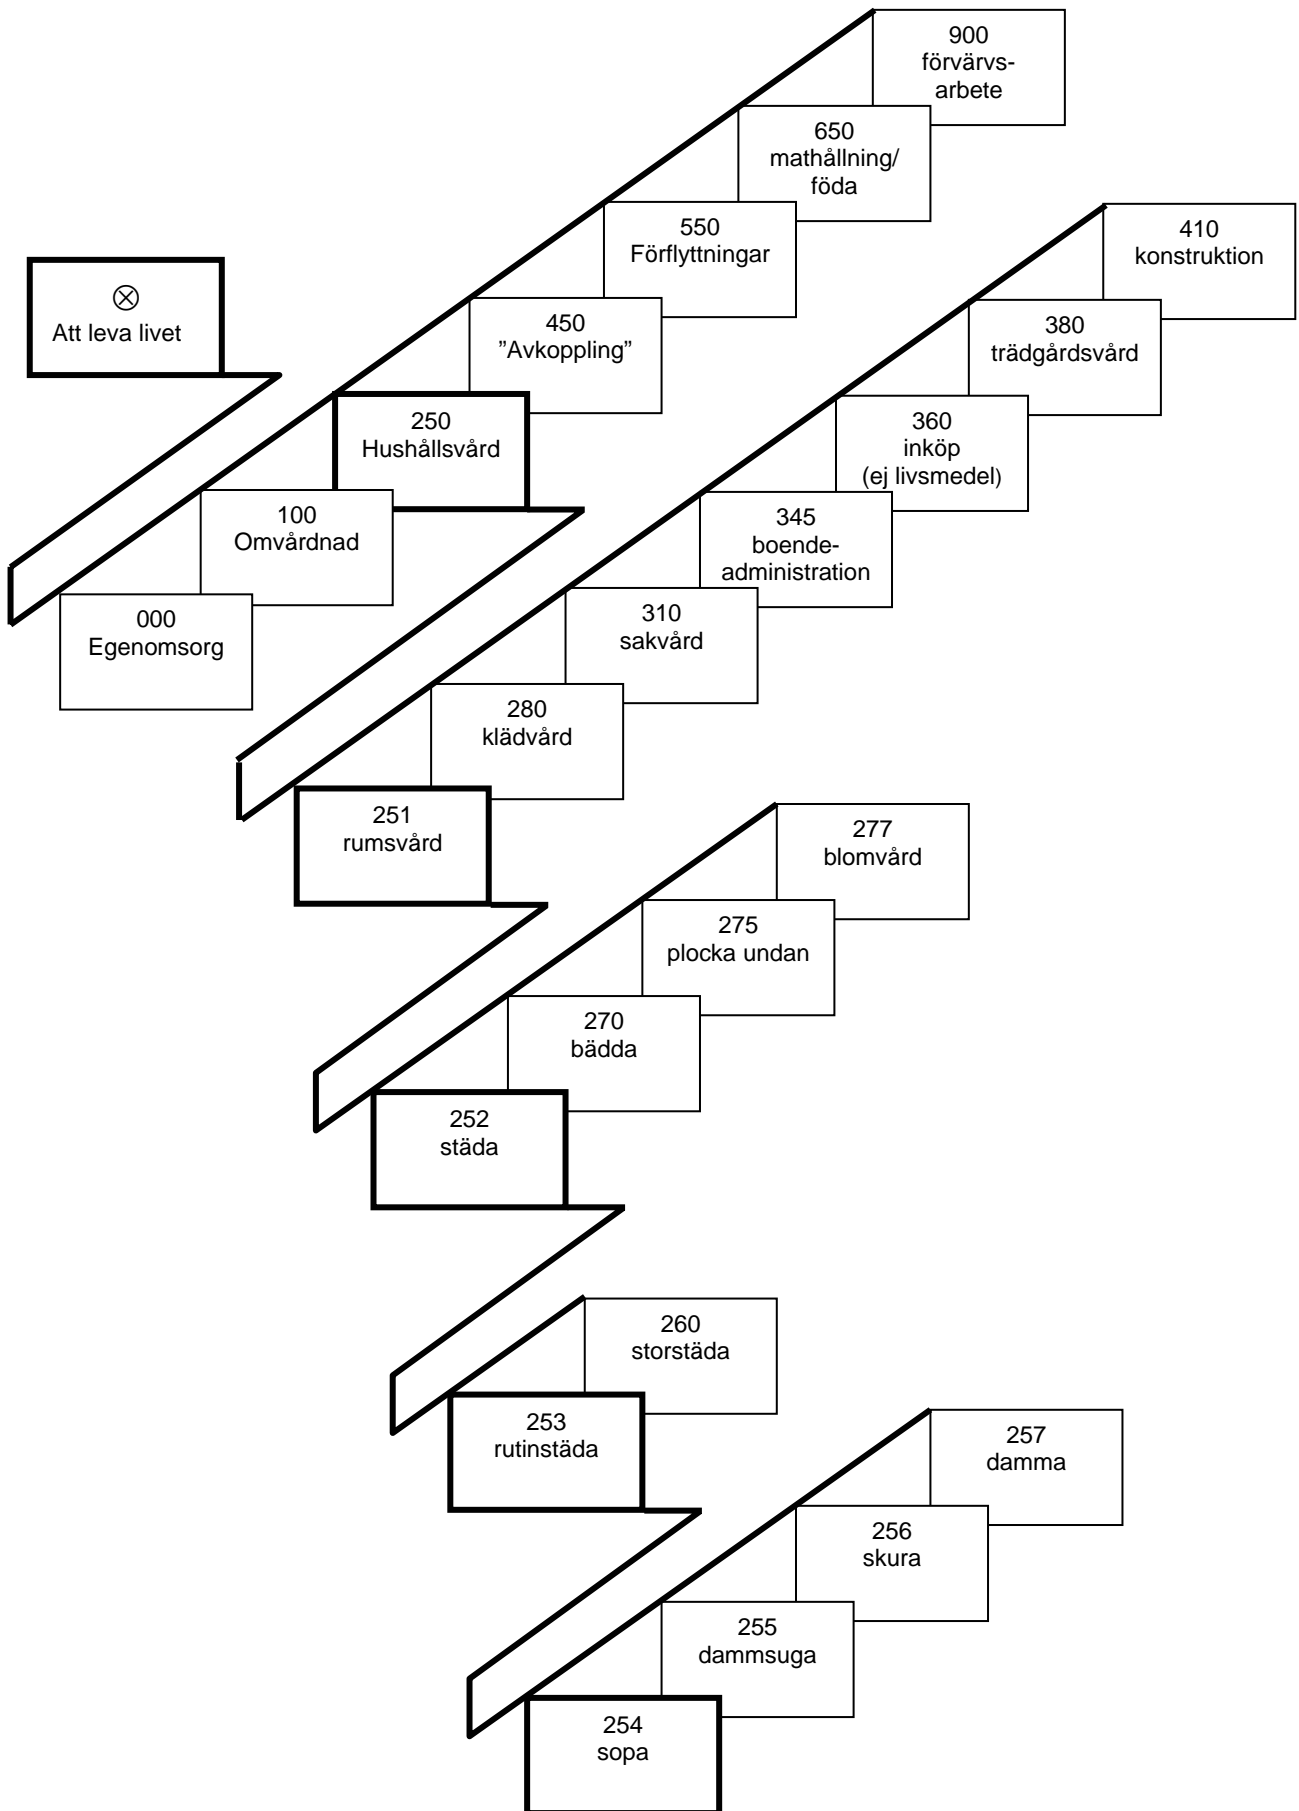 900
förvärvs-
arbete
650
mathållning/
föda
550
Förflyttningar
410
konstruktion
⊗
Att leva livet
450
”Avkoppling”
380
trädgårdsvård
250
Hushållsvård
360
inköp
(ej livsmedel)
100
Omvårdnad
345
boende-
administration
000
Egenomsorg
310
sakvård
280
klädvård
251
rumsvård
277
blomvård
275
plocka undan
270
bädda
252
städa
260
storstäda
253
rutinstäda
257
damma
256
skura
255
dammsuga
254
sopa